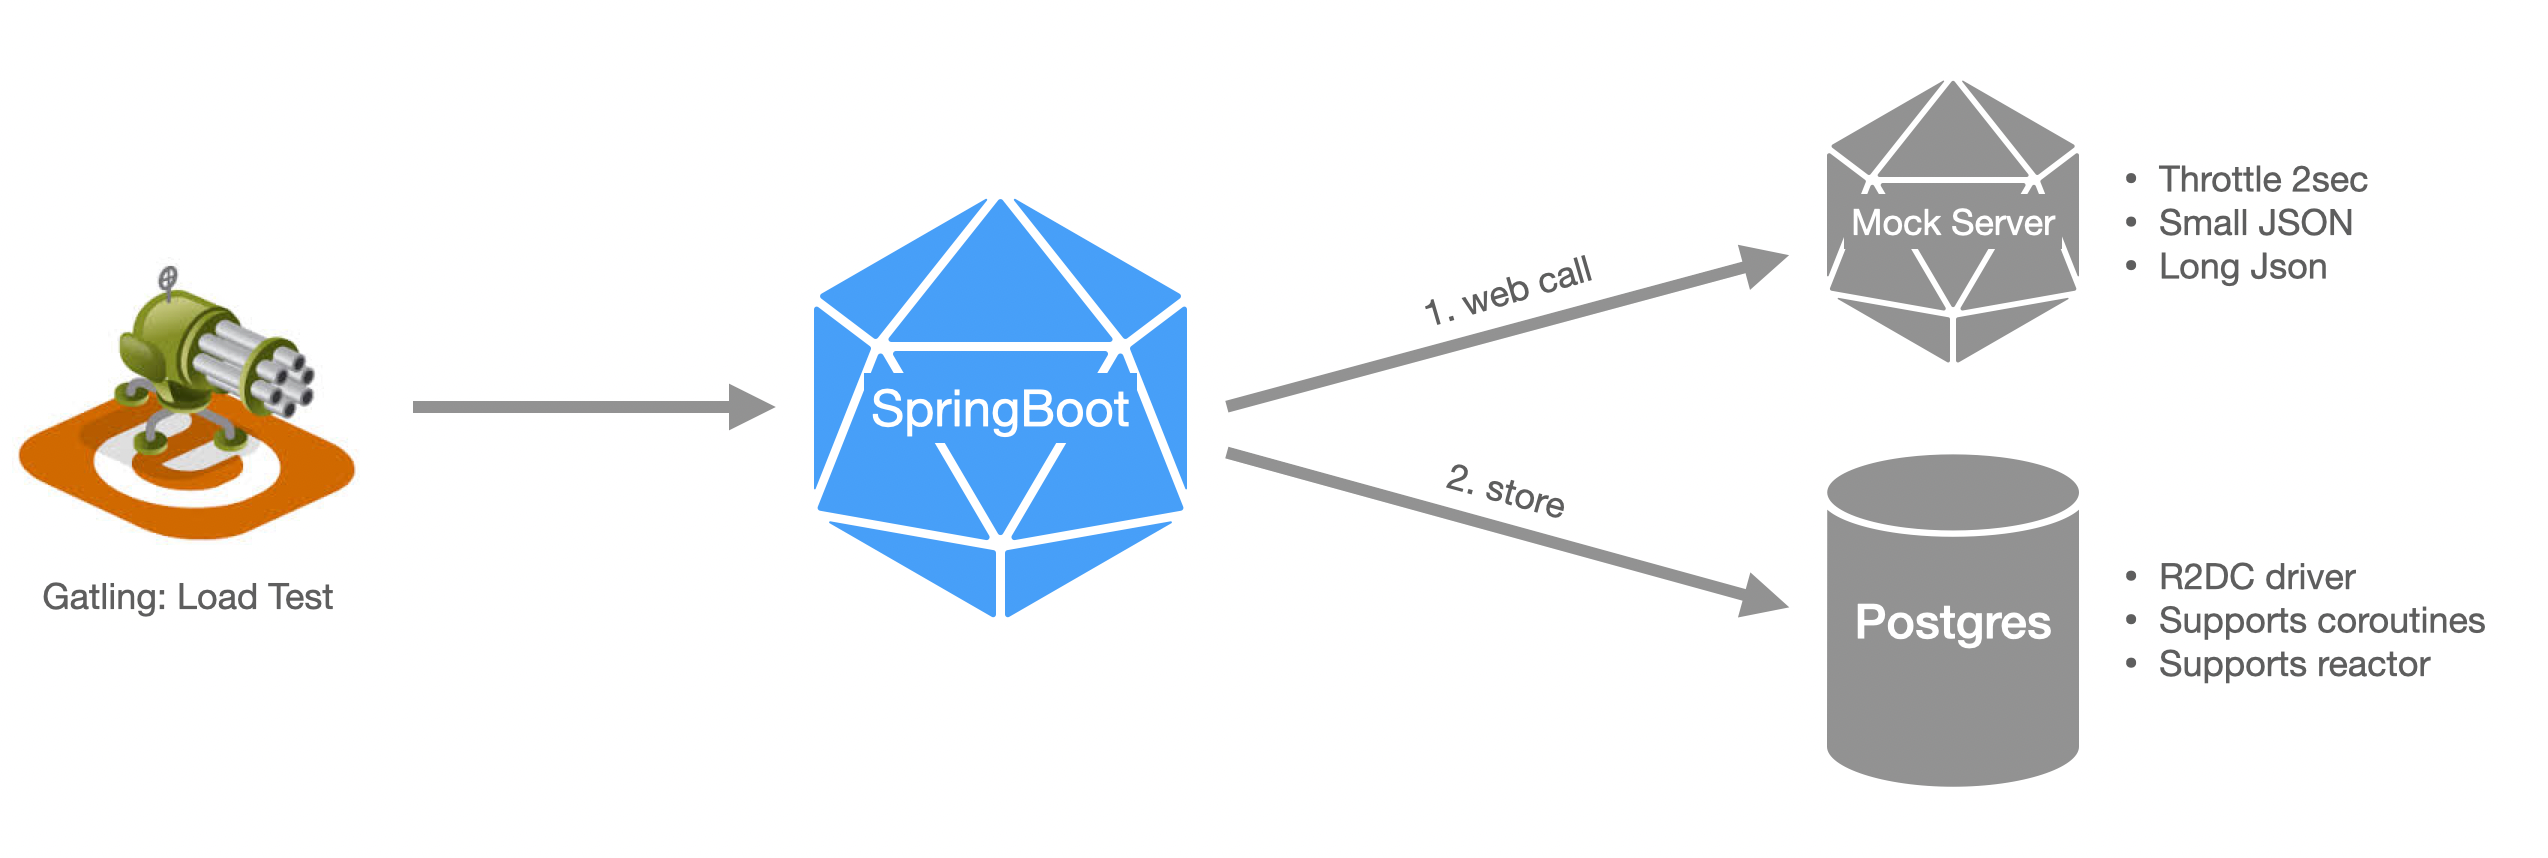 Gatling: Load Test
SpringBoot
1. web call
2. store
Mock Server
• Throttle 2sec
• Small JSON
• Long Json
Postgres
• R2DC driver
• Supports coroutines
• Supports reactor